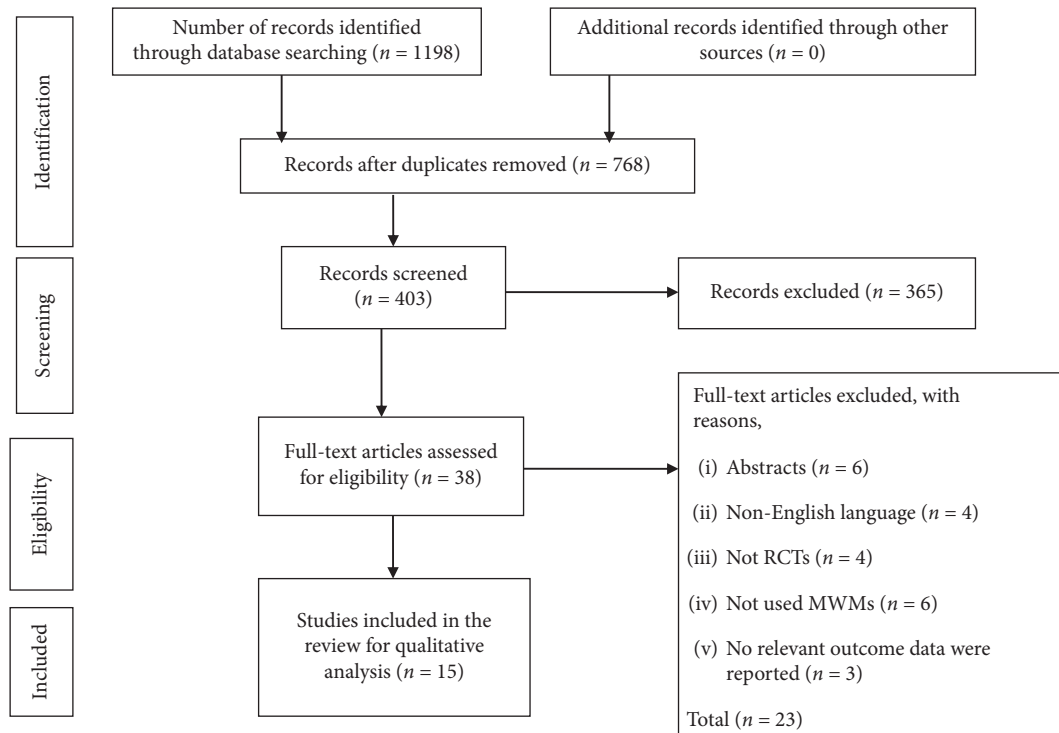 Identification
Number of records identified
through database searching (n = 1198)
Additional records identified through other
sources (n = 0)
Records after duplicates removed (n = 768)
Screening
Records screened
(n = 403)
Records excluded (n = 365)
Eligibility
Full-text articles assessed
for eligibility (n = 38)
Full-text articles excluded, with
reasons,
(i) Abstracts (n = 6)
(ii) Non-English language (n = 4)
(iii) Not RCTs (n = 4)
(iv) Not used MWMs (n = 6)
(v) No relevant outcome data were
reported (n = 3)
Total (n = 23)
Included
Studies included in the
review for qualitative
analysis (n = 15)